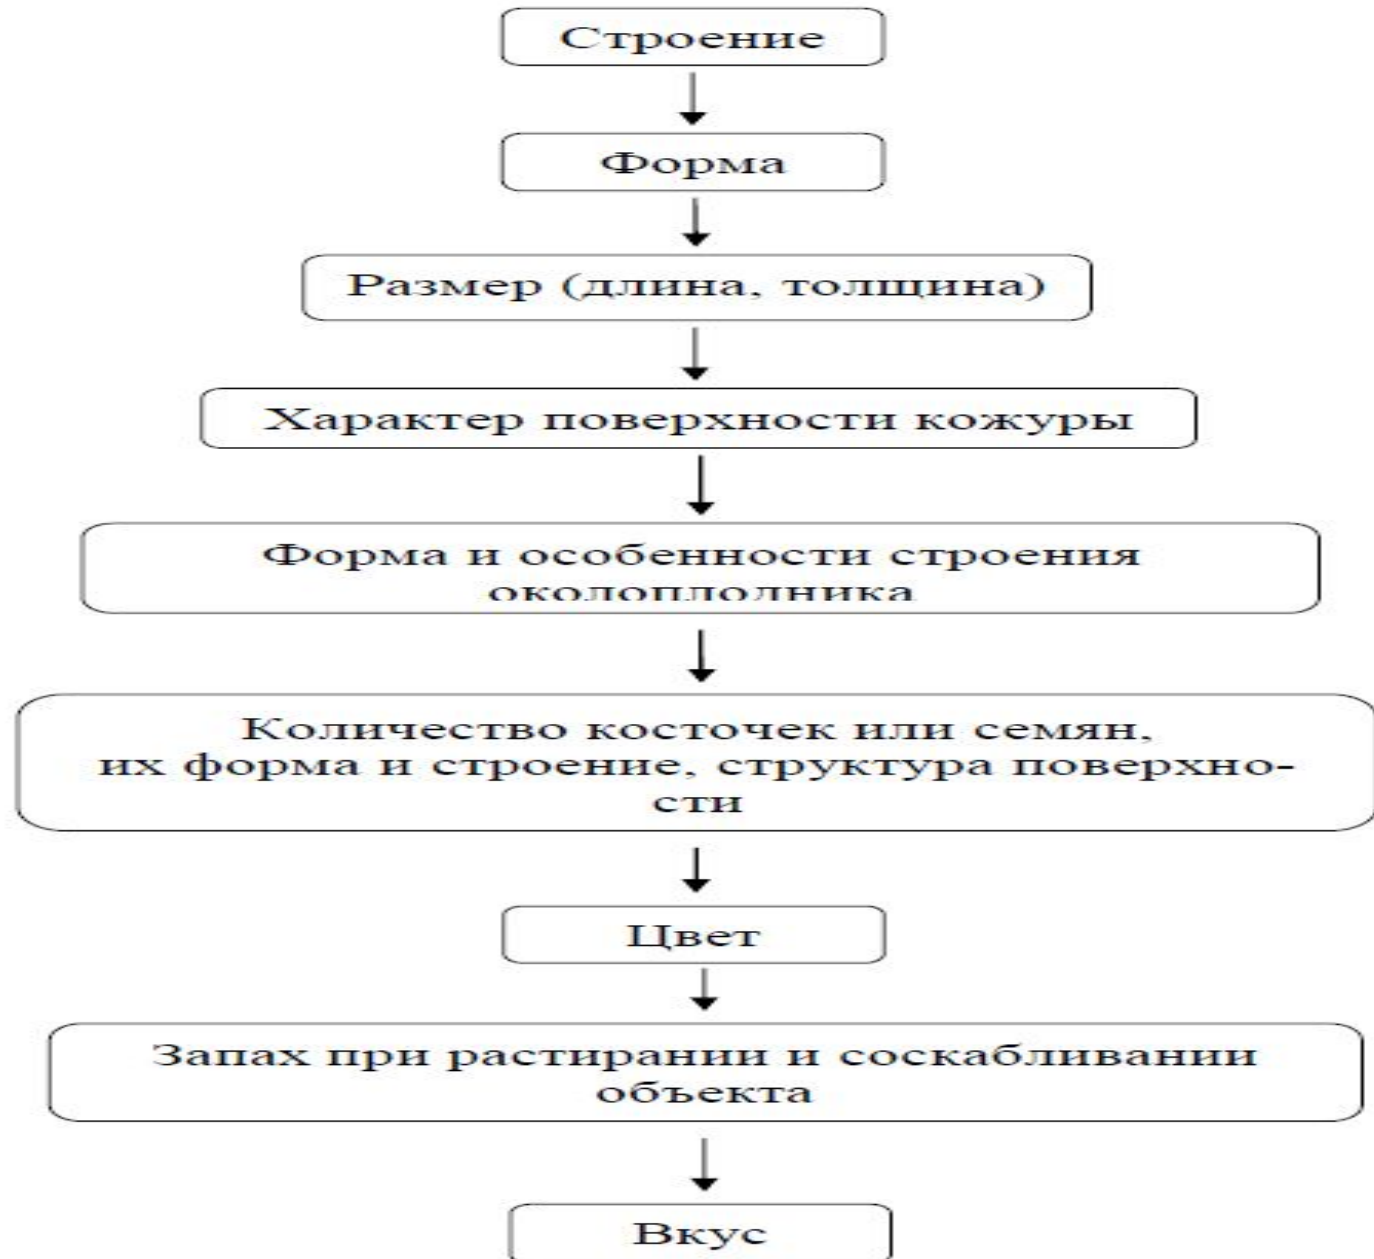 Строение
Форма
Размер (длина, толщина)
Характер поверхности кожуры
Форма и особенности строения
околоплодника
Количество косточек или семян,
их форма и строение, структура поверхно-
сти
Цвет
Запах при растирании и соскабливании
объекта
Вкус